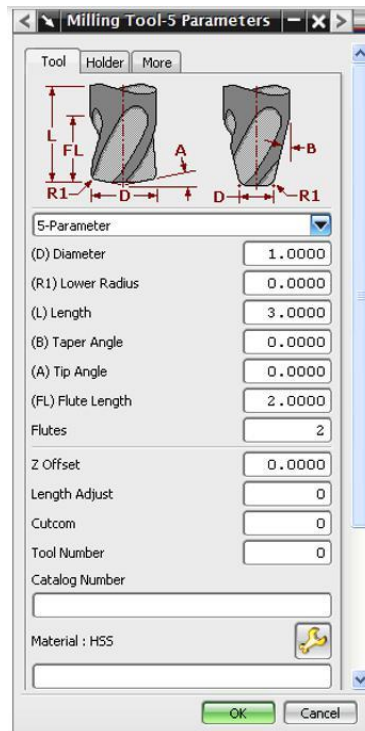 Milling Tool-5 Parameters
Tool Holder More
L
FL
A
B
R1 D D R1
5-Parameter
(D) Diameter 1.0000
(R1) Lower Radius 0.0000
(L) Length 3.0000
(B) Taper Angle 0.0000
(A) Tip Angle 0.0000
(FL) Flute Length 2.0000
Flutes 2
Z Offset 0.0000
Length Adjust 0
Cutcom 0
Tool Number 0
Catalog Number
Material : HSS
OK Cancel